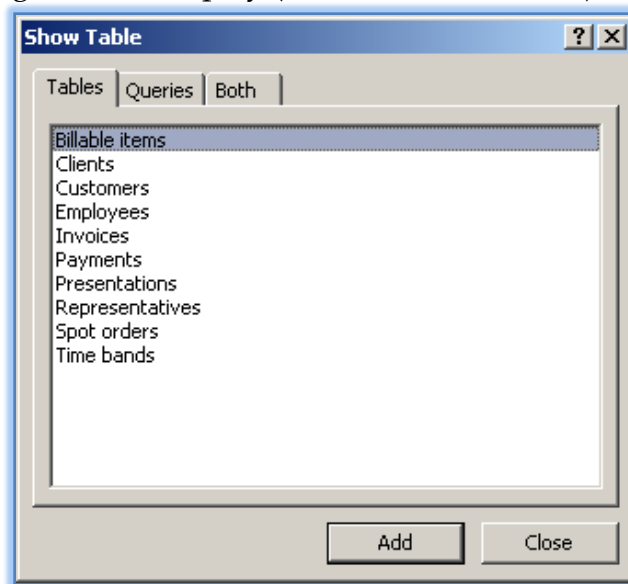 Show Table
Tables Queries Both
Billable items
Clients
Customers
Employees
Invoices
Payments
Presentations
Representatives
Spot orders
Time bands
Add Close